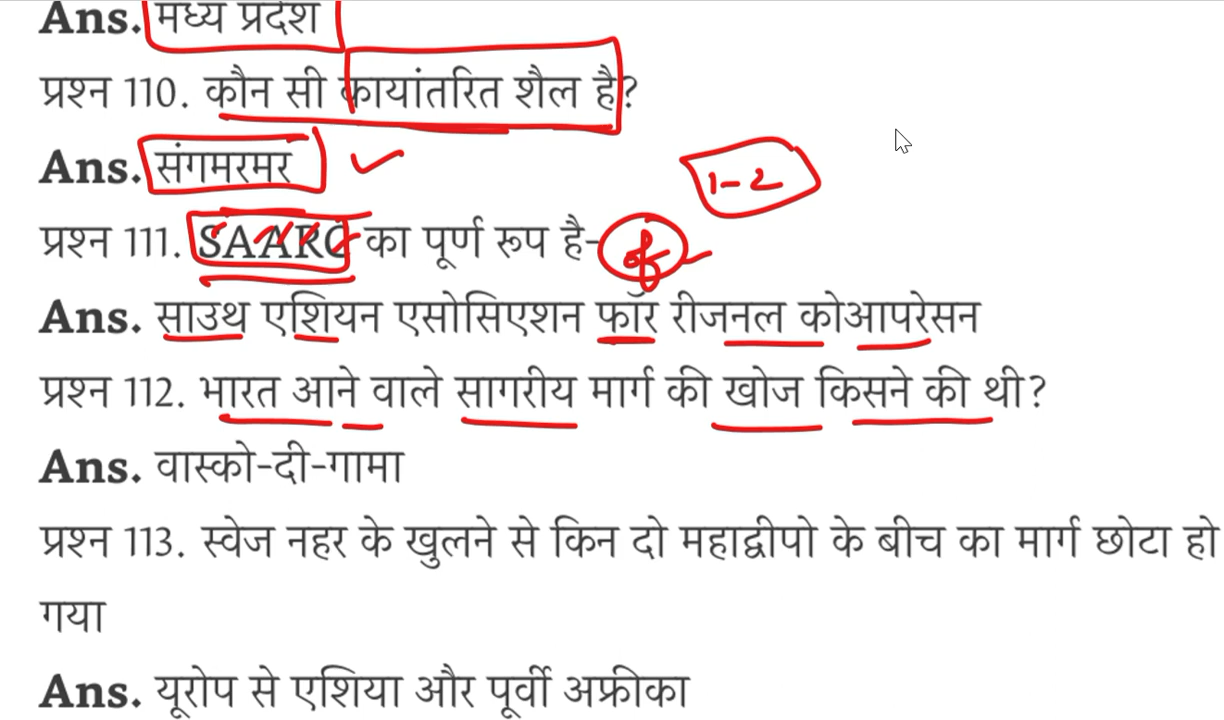 Ans. मध्य प्रदेश
प्रश्न 110. कौन सी कायांतरित शैल है?
Ans. संगमरमर
1-2
प्रश्न 111. SAARC का पूर्ण रूप है- of
Ans. साउथ एशियन एसोसिएशन फॉर रीजनल कोआपरेसन
प्रश्न 112. भारत आने वाले सागरीय मार्ग की खोज किसने की थी?
Ans. वास्को-दी-गामा
प्रश्न 113. स्वेज नहर के खुलने से किन दो महाद्वीपो के बीच का मार्ग छोटा हो
गया
Ans. यूरोप से एशिया और पूर्वी अफ्रीका